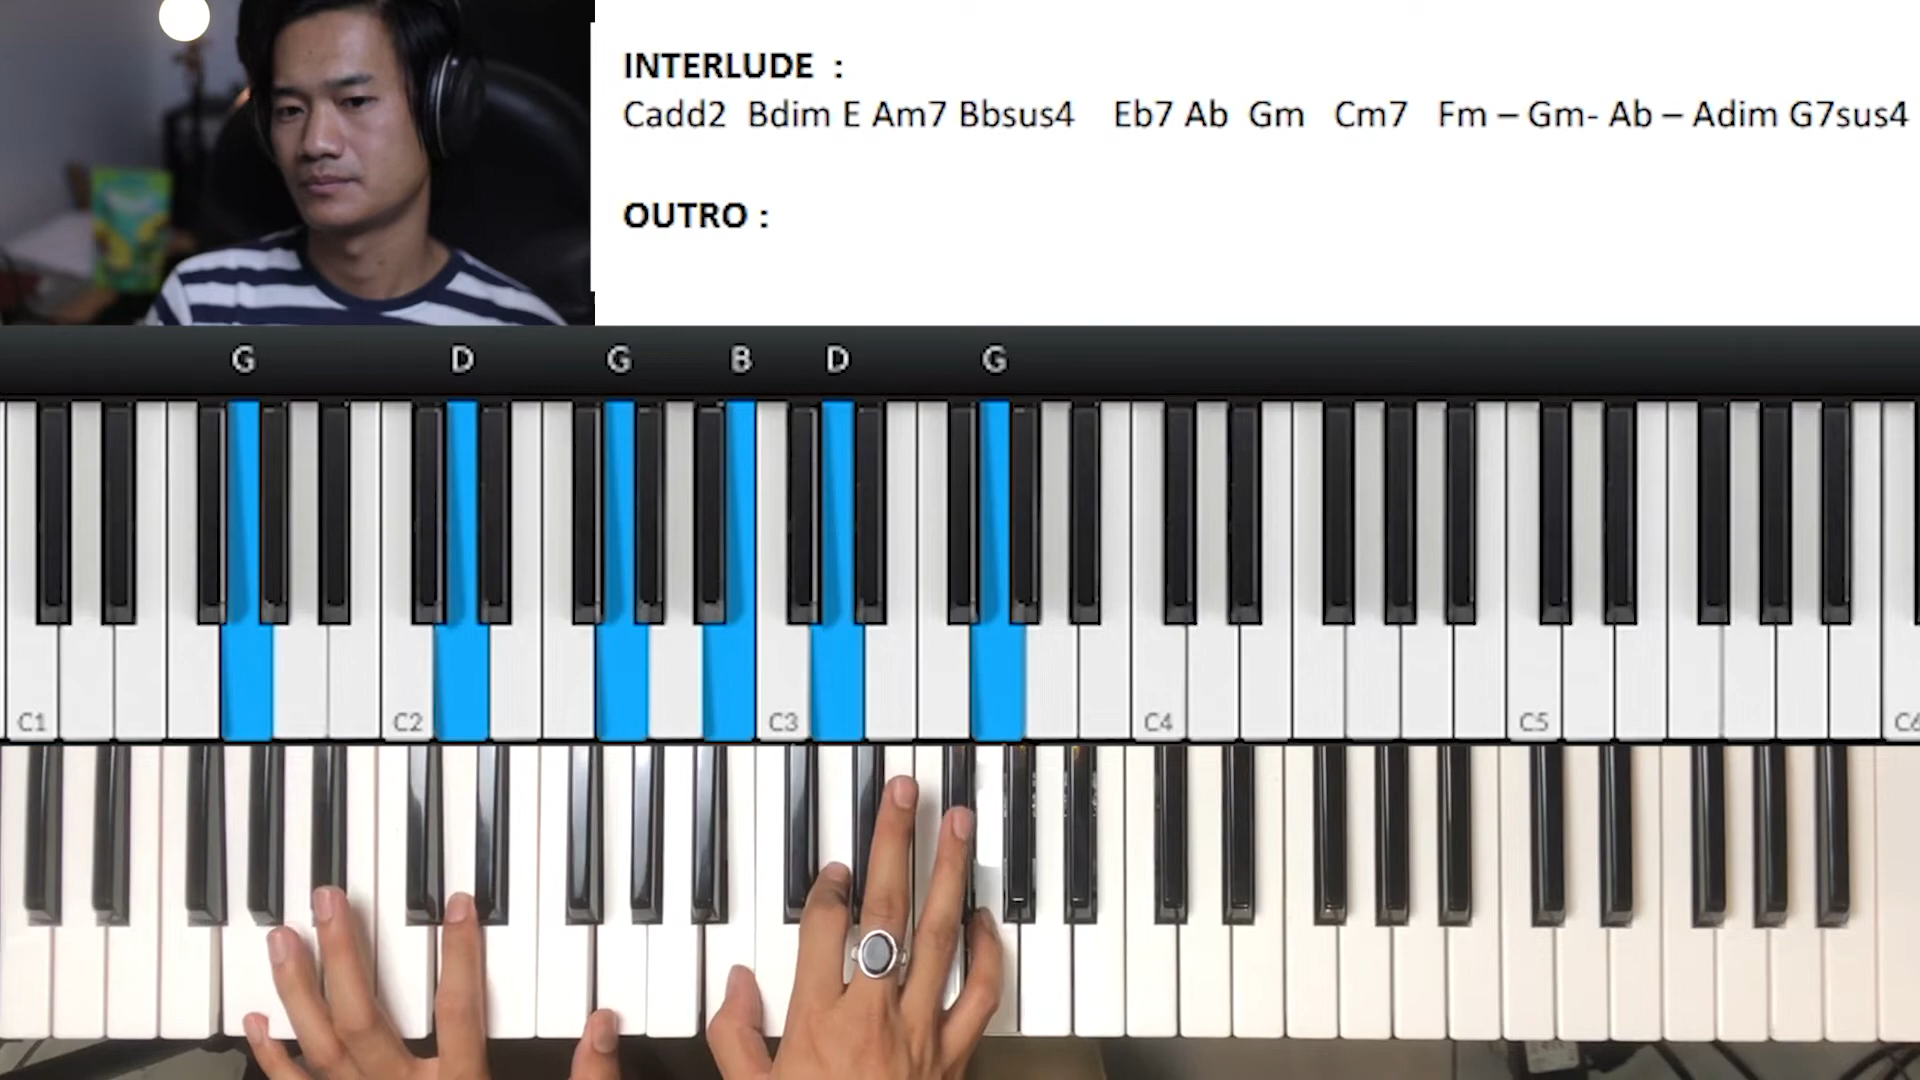 INTERLUDE :
Cadd2 Bdim E Am7 Bbsus4 Eb7 Ab Gm Cm7 Fm – Gm- Ab – Adim G7sus4
OUTRO :
G D G B D G
C1 C2 C3 C4 C5 C6